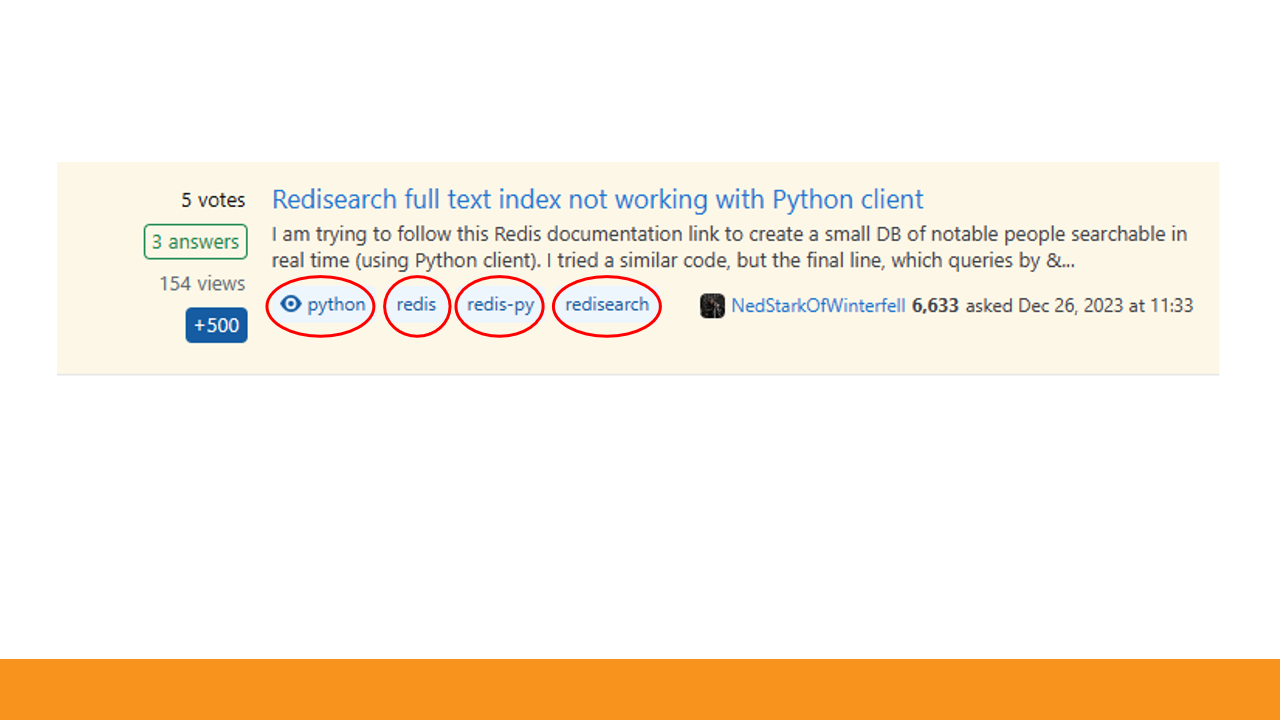 5 votes
3 answers
154 views
+500
Redisearch full text index not working with Python client
I am trying to follow this Redis documentation link to create a small DB of notable people searchable in
real time (using Python client). I tried a similar code, but the final line, which queries by &...
python redis redis-py redisearch
NedStarkOfWinterfell 6,633 asked Dec 26, 2023 at 11:33